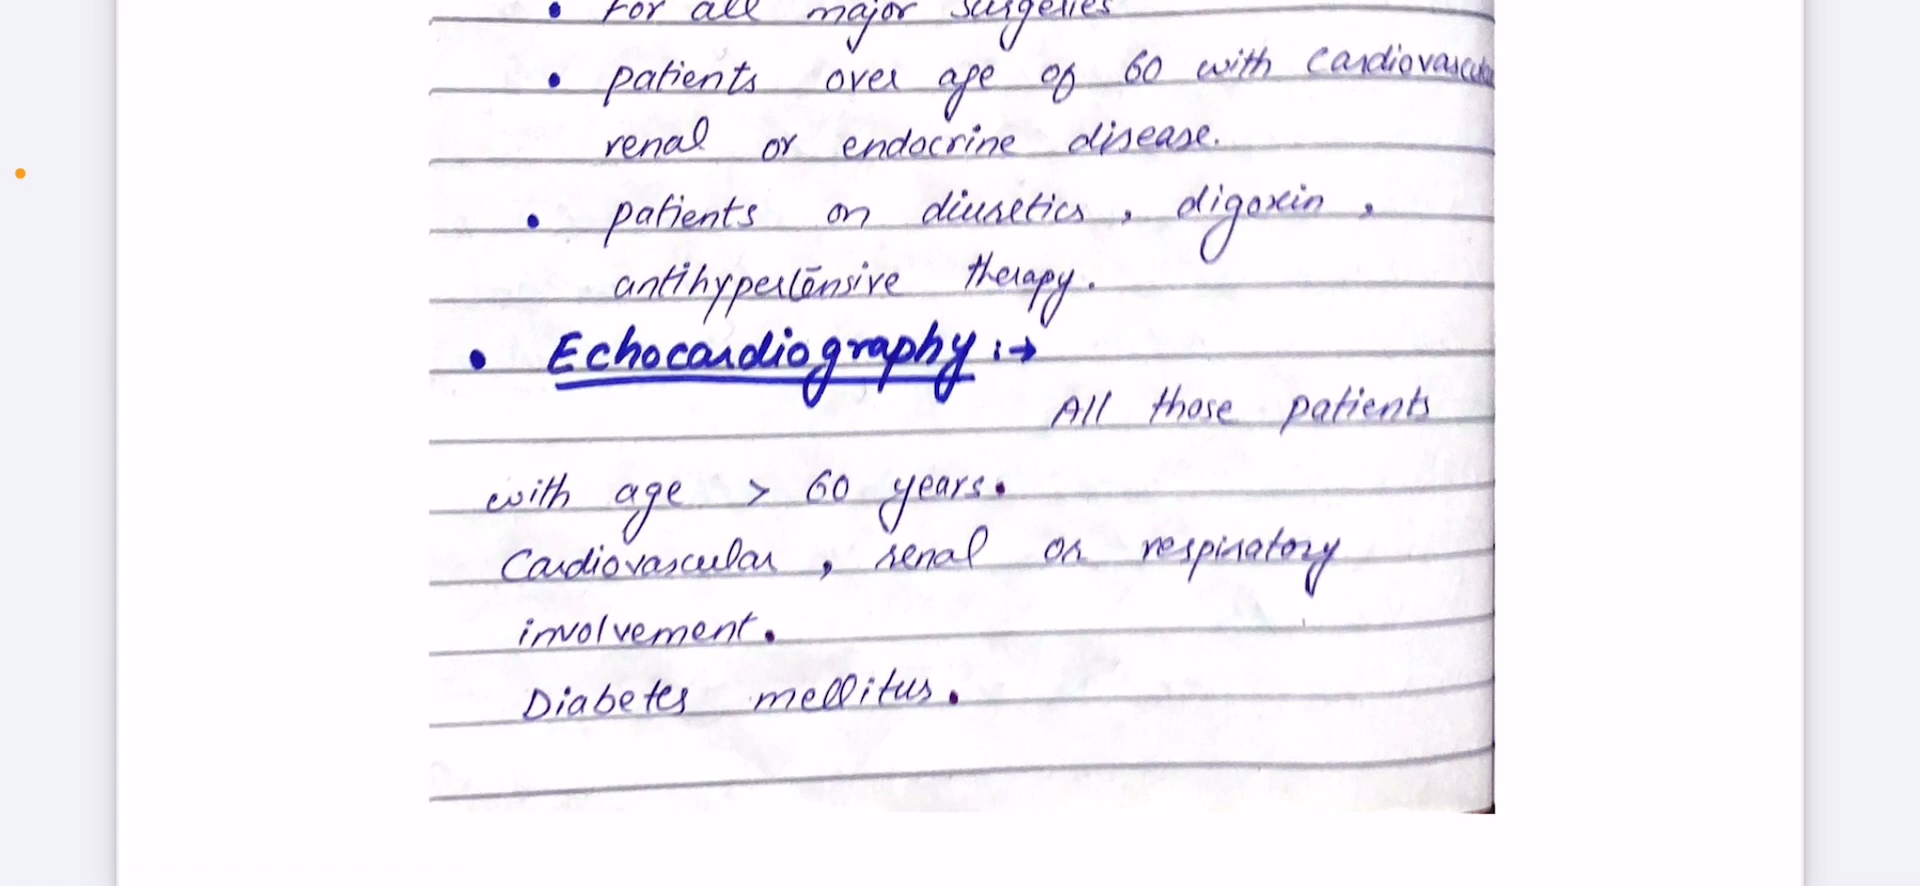 • For all major surgeries
• patients over age of 60 with cardiovascular
renal or endocrine disease.
• patients on diuretics, digoxin,
antihypertensive therapy.
• Echocardiography :→
All those patients
with age > 60 years.
Cardiovascular, renal or respiratory
involvement.
Diabetes mellitus.